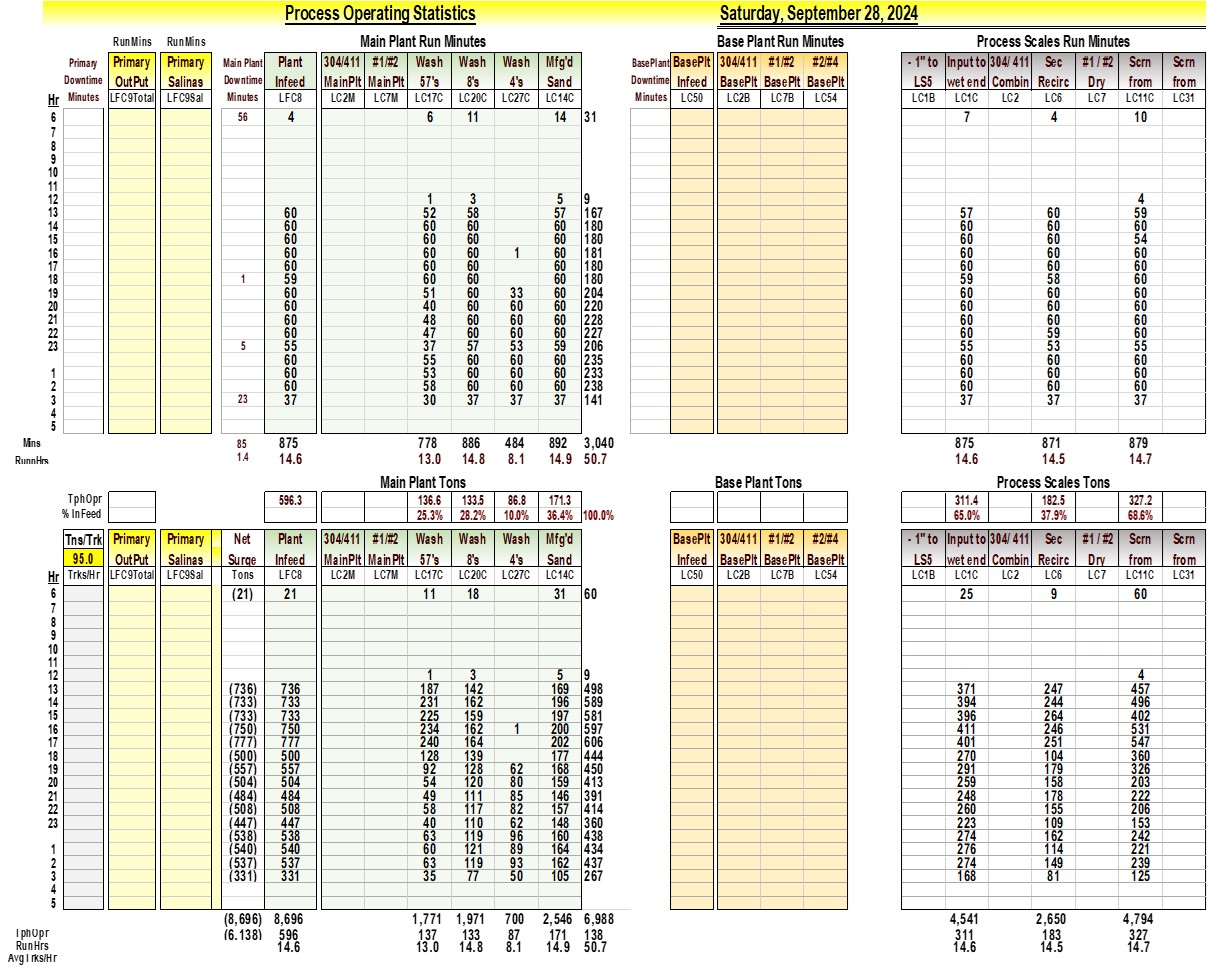 Process Operating Statistics Saturday, September 28, 2024
RunMins RunMins Main Plant Run Minutes Base Plant Run Minutes Process Scales Run Minutes
Primary Primary Primary Main Plant Plant 304/411 #1/#2 Wash Wash Wash Mfg'd BasePlant BasePlt 304/411 #1/#2 #2/#4 - 1" to Input to 304/ 411 Sec #1 / #2 Scrn Scrn
Downtime OutPut Salinas Downtime Infeed MainPlt MainPlt 57's 8's 4's Sand Downtime Infeed BasePlt BasePlt BasePlt LS5 wet end Combin Recirc Dry from from
Hr Minutes LFC9Total LFC9Sal Minutes LFC8 LC2M LC7M LC17C LC20C LC27C LC14C Minutes LC50 LC2B LC7B LC54 LC1B LC1C LC2 LC6 LC7 LC11C LC31
6 56 4 6 11 14 31 7 4 10
7
8
9
10
11
12 1 3 5 9 4
13 60 52 58 57 167 57 60 59
14 60 60 60 60 180 60 60 60
15 60 60 60 60 180 60 60 54
16 60 60 60 1 60 181 60 60 60
17 60 60 60 60 180 60 60 60
18 1 59 60 60 60 180 59 58 60
19 60 51 60 33 60 204 60 60 60
20 60 40 60 60 60 220 60 60 60
21 60 48 60 60 60 228 60 60 60
22 60 47 60 60 60 227 60 59 60
23 5 55 37 57 53 59 206 55 53 55
60 55 60 60 60 235 60 60 60
1 60 53 60 60 60 233 60 60 60
2 60 58 60 60 60 238 60 60 60
3 23 37 30 37 37 37 141 37 37 37
4
5
Mins 85 875 778 886 484 892 3,040 875 871 879
RunnHrs 1.4 14.6 13.0 14.8 8.1 14.9 50.7 14.6 14.5 14.7
Main Plant Tons Base Plant Tons Process Scales Tons
TphOpr 596.3 136.6 133.5 86.8 171.3 311.4 182.5 327.2
% InFeed 25.3% 28.2% 10.0% 36.4% 100.0% 65.0% 37.9% 68.6%
Tns/Trk Primary Primary Net Plant 304/411 #1/#2 Wash Wash Wash Mfg'd BasePlt 304/411 #1/#2 #2/#4 - 1" to Input to 304/ 411 Sec #1 / #2 Scrn Scrn
95.0 OutPut Salinas Surge Infeed MainPlt MainPlt 57's 8's 4's Sand Infeed BasePlt BasePlt BasePlt LS5 wet end Combin Recirc Dry from from
Hr Trks/Hr LFC9Total LFC9Sal Tons LFC8 LC2M LC7M LC17C LC20C LC27C LC14C LC50 LC2B LC7B LC54 LC1B LC1C LC2 LC6 LC7 LC11C LC31
6 (21) 21 11 18 31 60 25 9 60
7
8
9
10
11
12 1 3 5 9 4
13 (736) 736 187 142 169 498 371 247 457
14 (733) 733 231 162 196 589 394 244 496
15 (733) 733 225 159 197 581 396 264 402
16 (750) 750 234 162 1 200 597 411 246 531
17 (777) 777 240 164 202 606 401 251 547
18 (500) 500 128 139 177 444 270 104 360
19 (557) 557 92 128 62 168 450 291 179 326
20 (504) 504 54 120 80 159 413 259 158 203
21 (484) 484 49 111 85 146 391 248 178 222
22 (508) 508 58 117 82 157 414 260 155 206
23 (447) 447 40 110 62 148 360 223 109 153
(538) 538 63 119 96 160 438 274 162 242
1 (540) 540 60 121 89 164 434 276 114 221
2 (537) 537 63 119 93 162 437 274 149 239
3 (331) 331 35 77 50 105 267 168 81 125
4
5
(8,696) 8,696 1,771 1,971 700 2,546 6,988 4,541 2,650 4,794
TphOpr (6,138) 596 137 133 87 171 138 311 183 327
RunHrs 14.6 13.0 14.8 8.1 14.9 50.7 14.6 14.5 14.7
AvgTrks/Hr